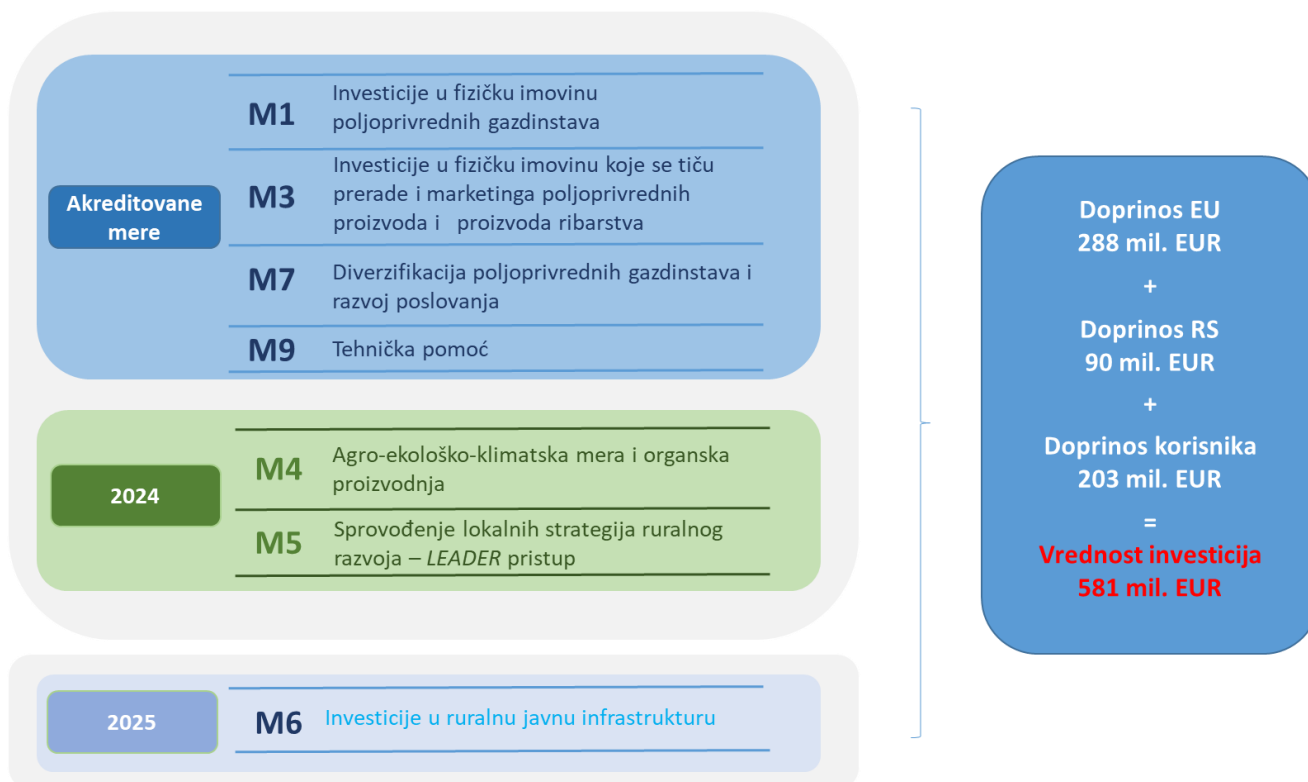 Akreditovane
mere
M1
Investicije u fizičku imovinu
poljoprivrednih gazdinstava
M3
Investicije u fizičku imovinu koje se tiču
prerade i marketinga poljoprivrednih
proizvoda i proizvoda ribarstva
M7
Diverzifikacija poljoprivrednih gazdinstava i
razvoj poslovanja
M9
Tehnička pomoć
2024
M4
Agro-ekološko-klimatska mera i organska
proizvodnja
M5
Sprovođenje lokalnih strategija ruralnog
razvoja – LEADER pristup
2025
M6
Investicije u ruralnu javnu infrastrukturu
Doprinos EU
288 mil. EUR
+
Doprinos RS
90 mil. EUR
+
Doprinos korisnika
203 mil. EUR
=
Vrednost investicija
581 mil. EUR